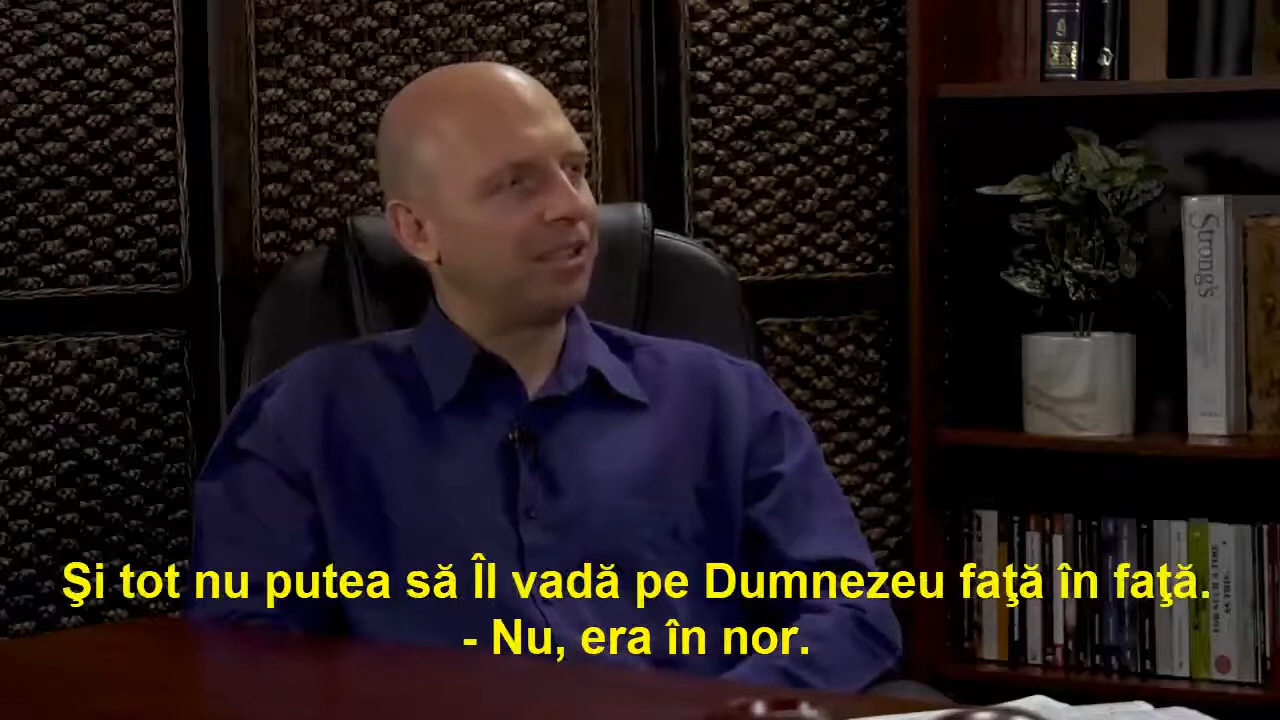 Strong's
Şi tot nu putea să Îl vadă pe Dumnezeu faţă în faţă.
- Nu, era în nor.